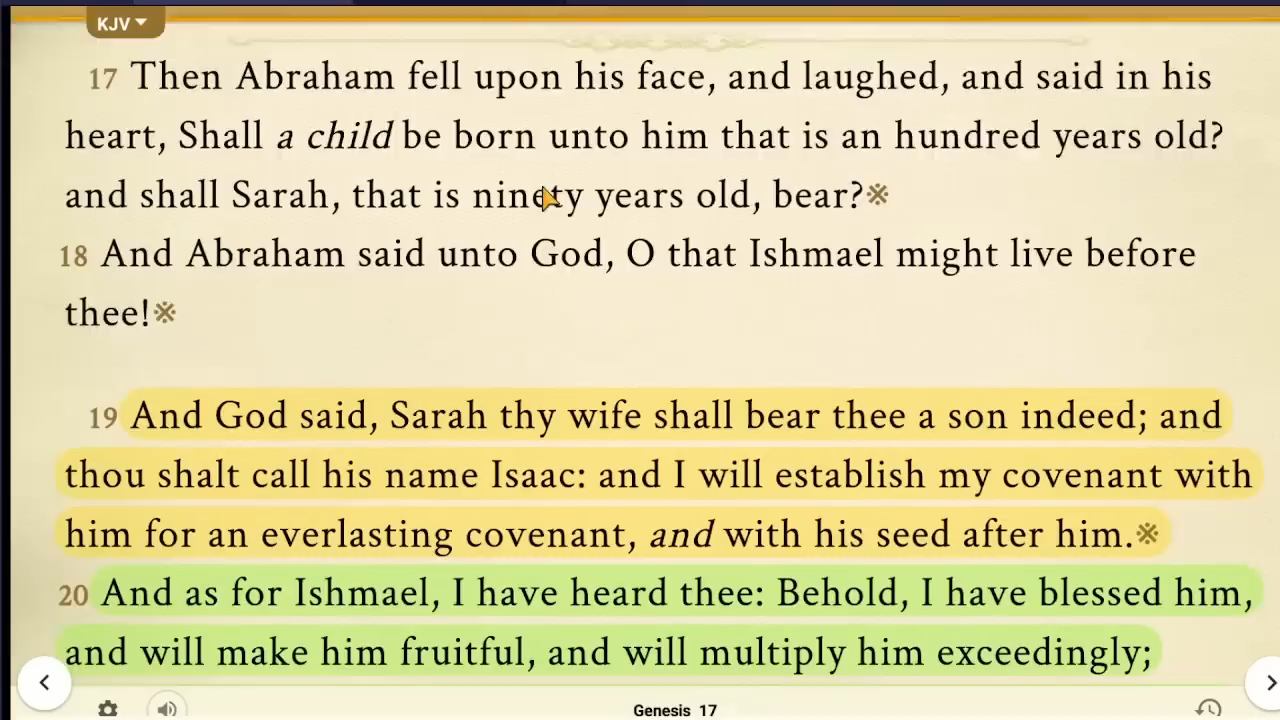 KJV
17 Then Abraham fell upon his face, and laughed, and said in his
heart, Shall a child be born unto him that is an hundred years old?
and shall Sarah, that is ninety years old, bear?※
18 And Abraham said unto God, O that Ishmael might live before
thee!※
19 And God said, Sarah thy wife shall bear thee a son indeed; and
thou shalt call his name Isaac: and I will establish my covenant with
him for an everlasting covenant, and with his seed after him.※
20 And as for Ishmael, I have heard thee: Behold, I have blessed him,
and will make him fruitful, and will multiply him exceedingly;
Genesis 17